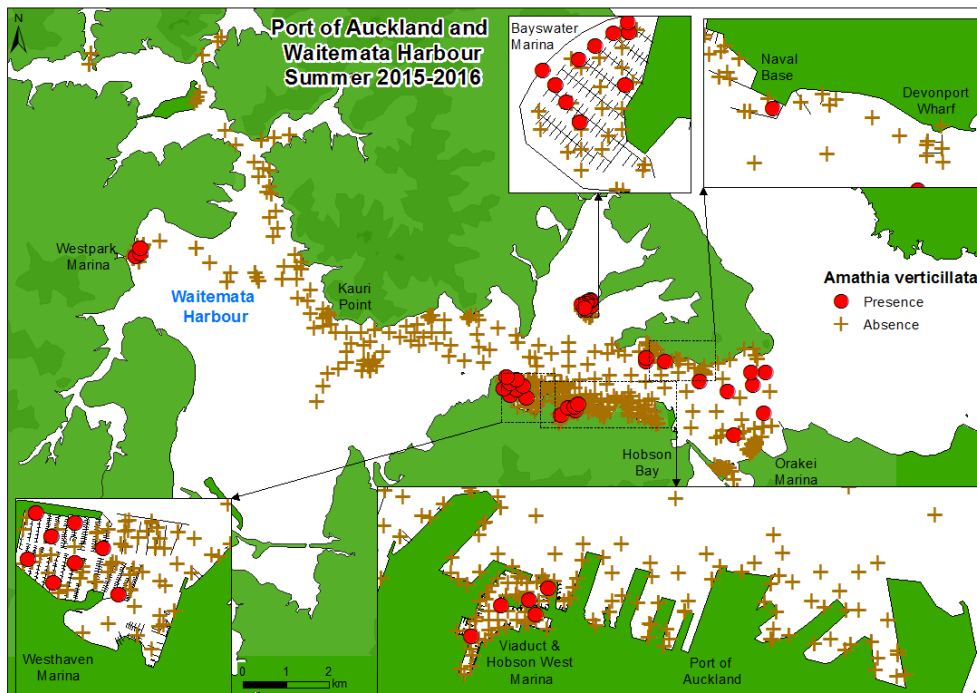 N
Port of Auckland and
Waitemata Harbour
Summer 2015-2016
Bayswater
Marina
Naval
Base
Devonport
Wharf
Westpark
Marina
Waitemata
Harbour
Kauri
Point
Amathia verticillata
Presence
Absence
Hobson
Bay
Orakei
Marina
Westhaven
Marina
0 1 2
km
Viaduct &
Hobson West
Marina
Port of
Auckland